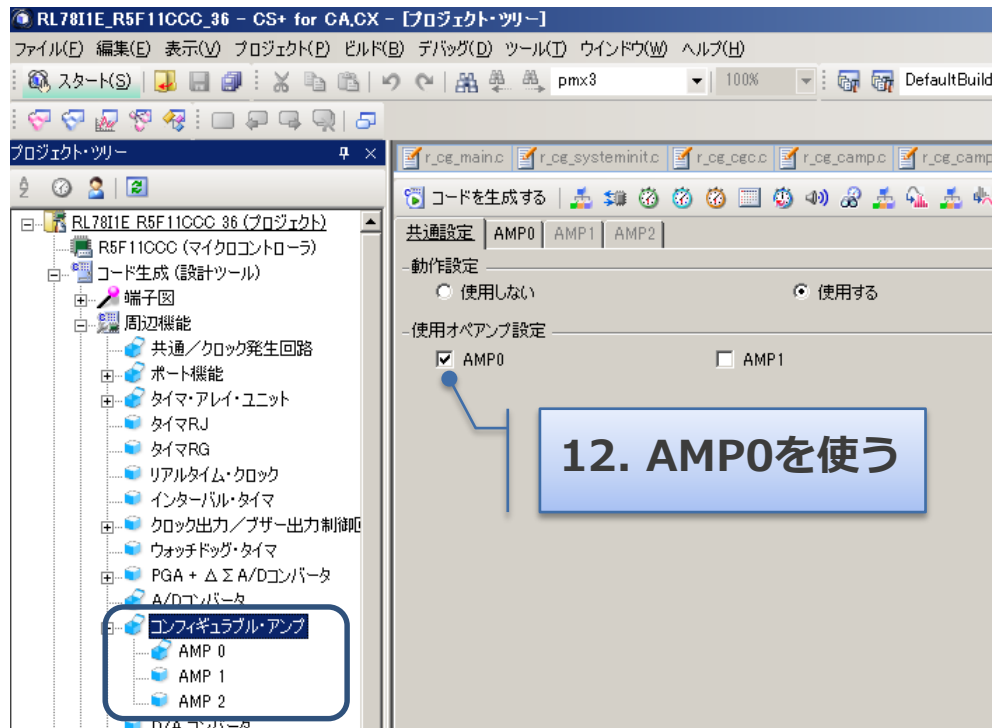 RL78I1E_R5F11CCC_36 - CS+ for CA,CX - [プロジェクト・ツリー]
ファイル(F) 編集(E) 表示(V) プロジェクト(P) ビルド(B) デバッグ(D) ツール(T) ウインドウ(W) ヘルプ(H)
スタート(S) pmx3 100% DefaultBuild
プロジェクト・ツリー
r_cg_main.c r_cg_systeminit.c r_cg_cgc.c r_cg_camp.c r_cg_camp
コードを生成する
共通設定 AMP0 AMP1 AMP2
動作設定
使用しない 使用する
使用オペアンプ設定
AMP0 AMP1
12. AMP0を使う
RL78I1E_R5F11CCC_36 (プロジェクト)
R5F11CCC (マイクロコントローラ)
コード生成 (設計ツール)
端子図
周辺機能
共通/クロック発生回路
ポート機能
タイマ・アレイ・ユニット
タイマRJ
タイマRG
リアルタイム・クロック
インターバル・タイマ
クロック出力/ブザー出力制御
ウォッチドッグ・タイマ
PGA + ΔΣA/Dコンバータ
A/Dコンバータ
コンフィギュラブル・アンプ
AMP 0
AMP 1
AMP 2
D/Aコンバータ